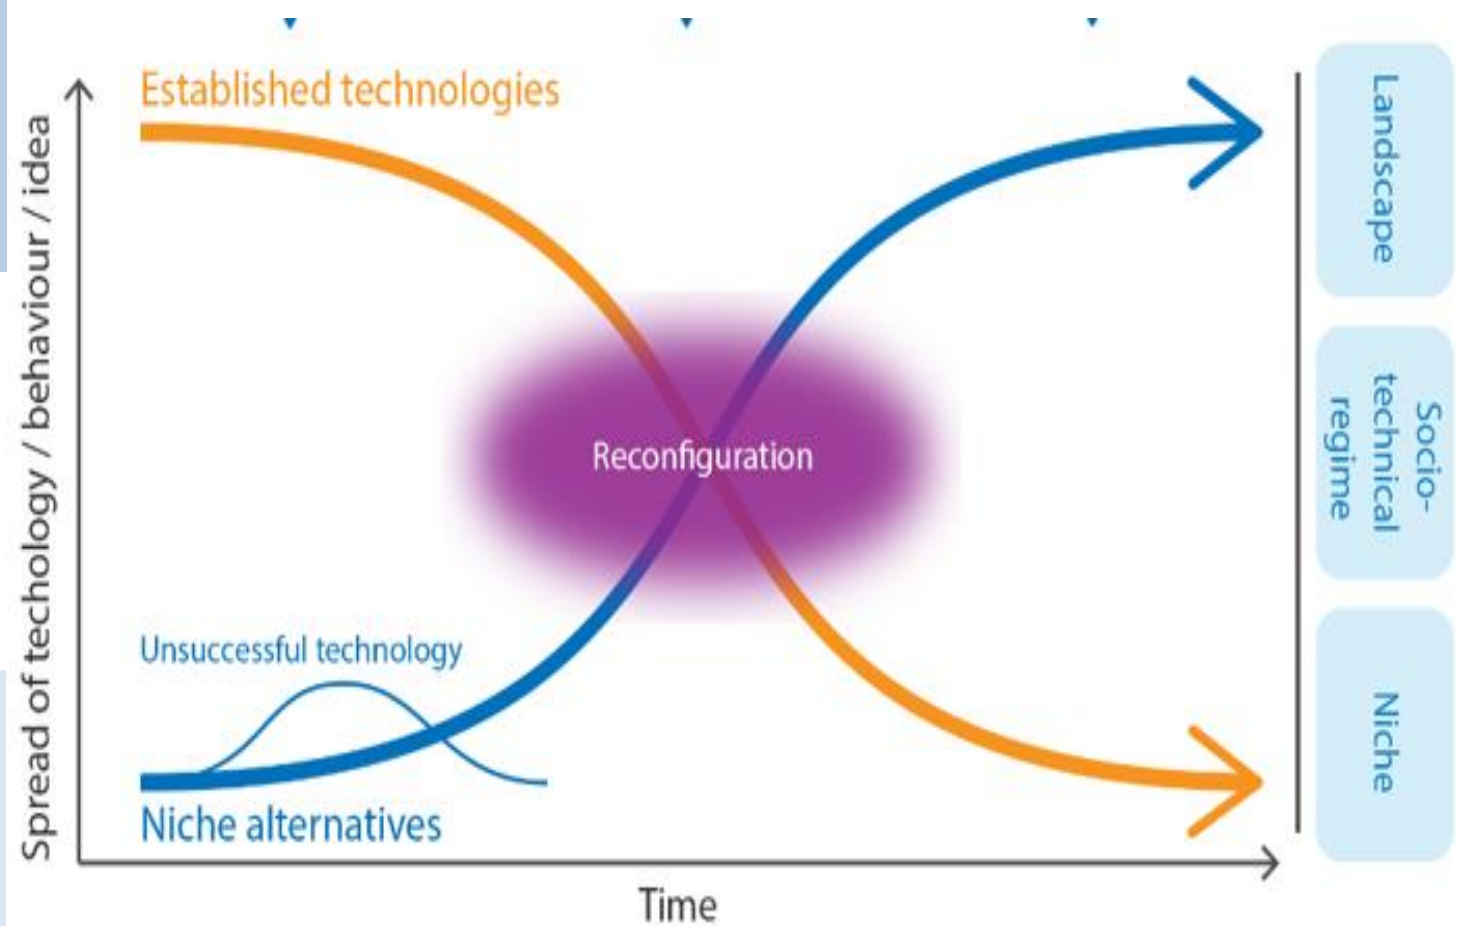 Established technologies
Spread of techology / behaviour / idea
Reconfiguration
Unsuccessful technology
Niche alternatives
Time
Landscape
Socio-
technical
regime
Niche